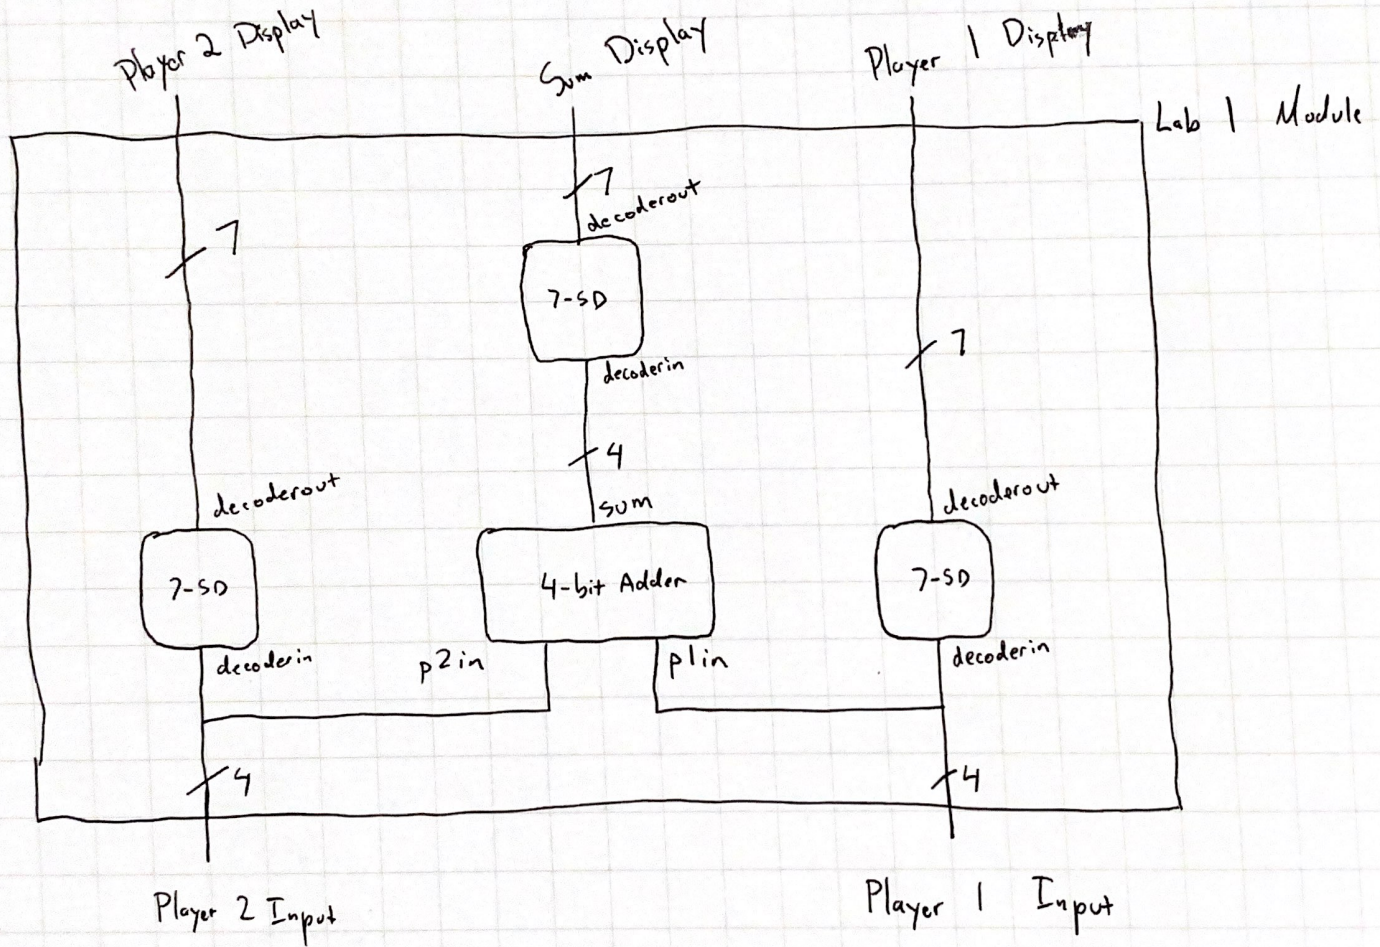 Player 2 Display
Sum Display
Player 1 Display
Lab 1 Module
7
decoderout
7
7-SD
7
decoderin
4
sum
decoderout
decoderout
7-SD
4-bit Adder
7-SD
decoderin
p2in
p1in
decoderin
4
4
Player 2 Input
Player 1 Input